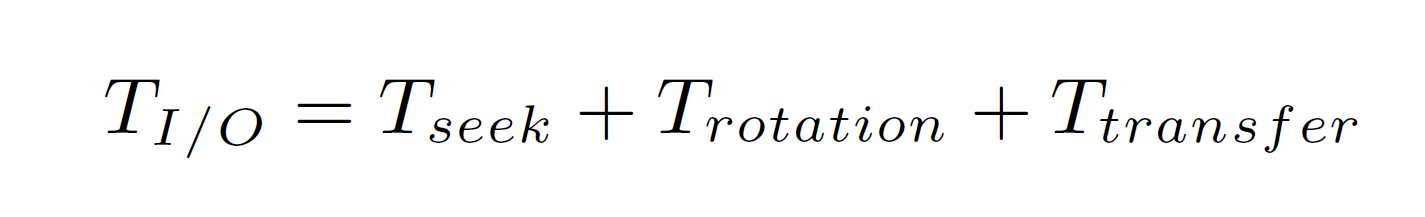 T_{I/O} = T_{seek} + T_{rotation} + T_{transfer}